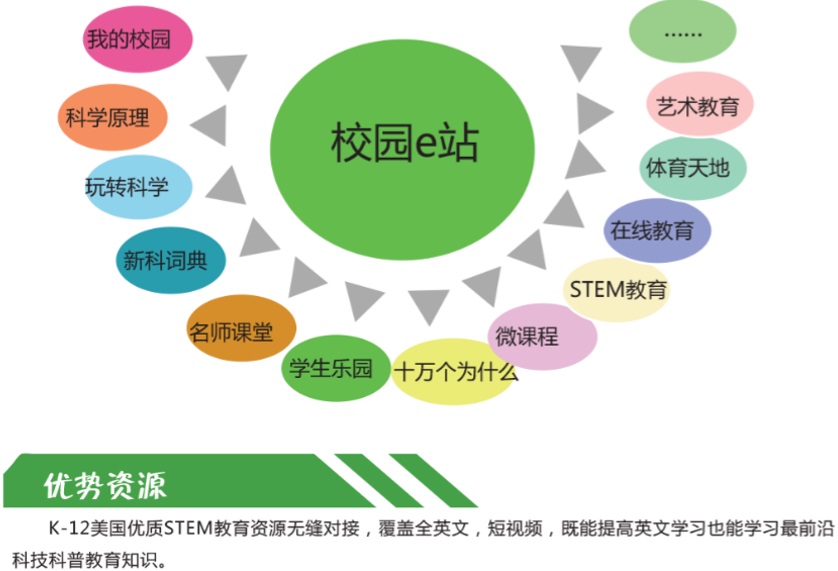 校园e站
我的校园
科学原理
玩转科学
新科词典
名师课堂
学生乐园
十万个为什么
微课程
STEM教育
在线教育
体育天地
艺术教育
......
优势资源
K-12美国优质STEM教育资源无缝对接，覆盖全英文，短视频，既能提高英文学习也能学习最前沿
科技科普教育知识。